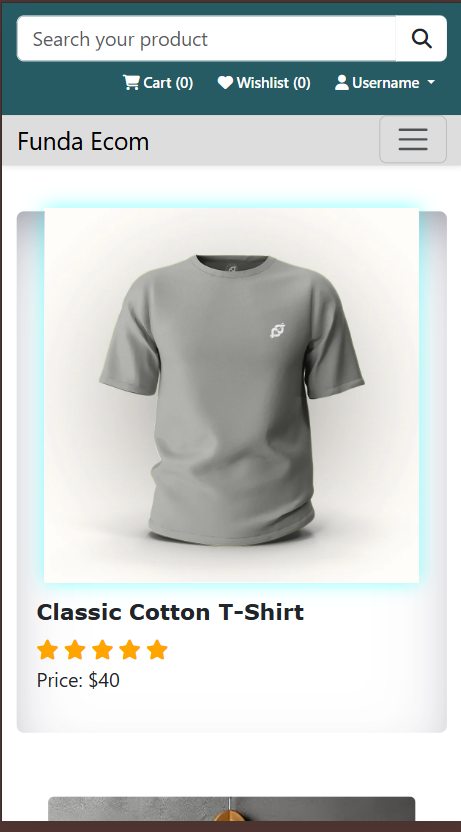 Search your product
Cart (0) Wishlist (0) Username
Funda Ecom
Classic Cotton T-Shirt
Price: $40